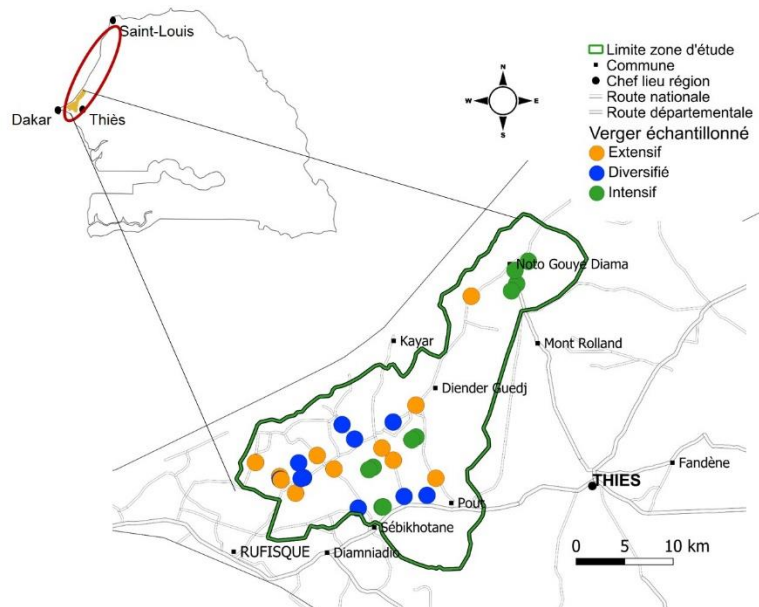 Saint-Louis
Dakar
Thiès
N
W
E
S
Limite zone d'étude
Commune
Chef lieu région
Route nationale
Route départementale
Verger échantillonné
Extensif
Diversifié
Intensif
Noto Gouye Diama
Kayar
Mont Rolland
Diender Guedj
Fandène
THIES
Pout
Sébikhotane
RUFISQUE
Diamniadio
0 5 10 km